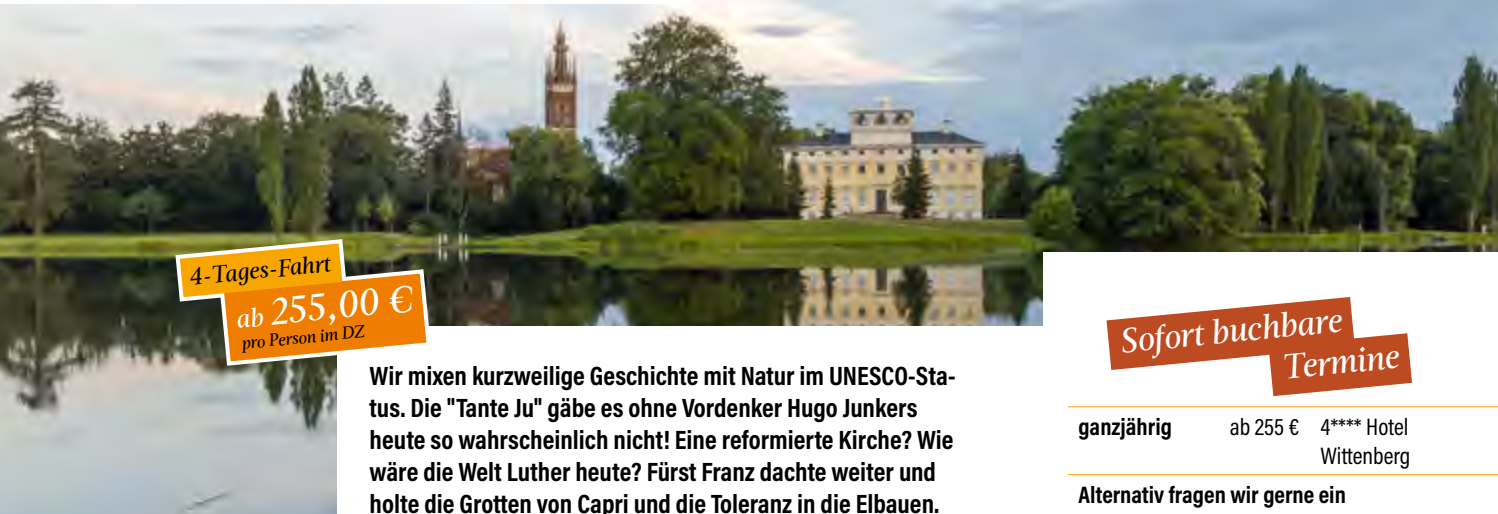 4-Tages-Fahrt
ab 255,00 €
pro Person im DZ
Wir mixen kurzweilige Geschichte mit Natur im UNESCO-Sta-
tus. Die "Tante Ju" gäbe es ohne Vordenker Hugo Junkers
heute so wahrscheinlich nicht! Eine reformierte Kirche? Wie
wäre die Welt Luther heute? Fürst Franz dachte weiter und
holte die Grotten von Capri und die Toleranz in die Elbauen.
Sofort buchbare
Termine
ganzjährig ab 255 € 4**** Hotel
Wittenberg
Alternativ fragen wir gerne ein